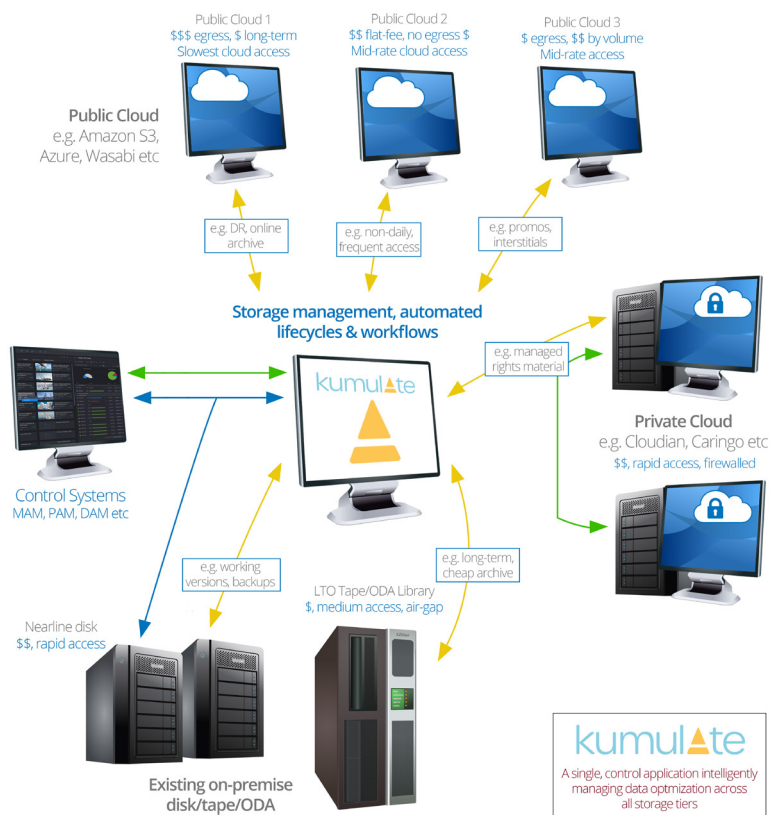 Public Cloud 1
$$$ egress, $ long-term
Slowest cloud access
Public Cloud 2
$$ flat-fee, no egress $
Mid-rate cloud access
Public Cloud 3
$ egress, $$ by volume
Mid-rate access
Public Cloud
e.g. Amazon S3,
Azure, Wasabi etc
e.g. DR, online
archive
e.g. non-daily,
frequent access
e.g. promos,
interstitials
Storage management, automated
lifecycles & workflows
kumulate
e.g. managed
rights material
Private Cloud
e.g. Cloudian, Caringo etc
$$, rapid access, firewalled
Control Systems
MAM, PAM, DAM etc
e.g. working
versions, backups
e.g. long-term,
cheap archive
LTO Tape/ODA Library
$, medium access, air-gap
Nearline disk
$$, rapid access
Existing on-premise
disk/tape/ODA
kumulate
A single, control application intelligently
managing data optmization across
all storage tiers